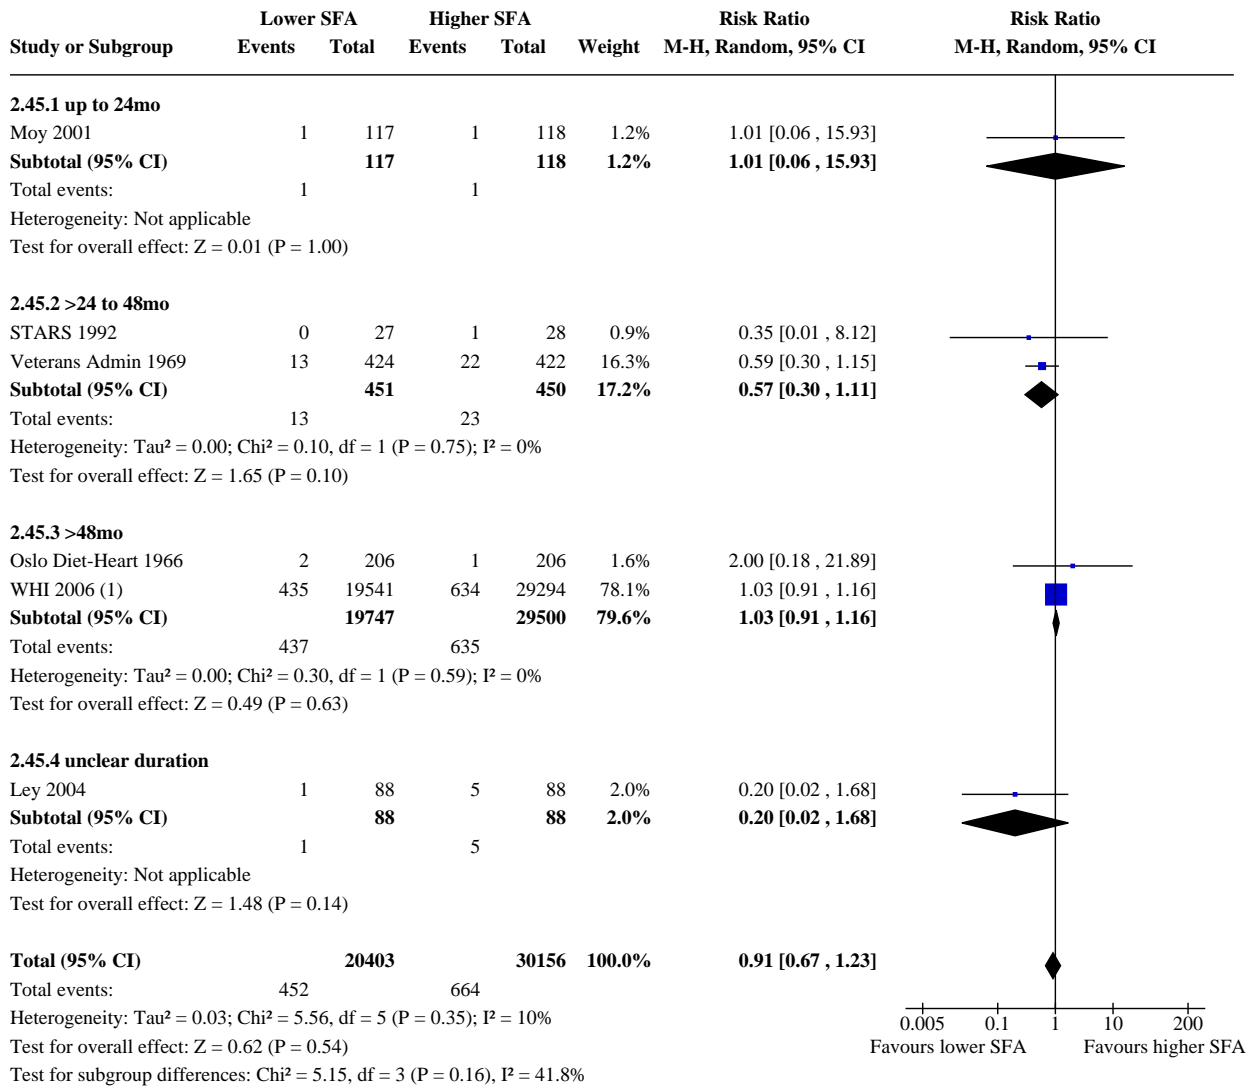 Lower SFA Higher SFA Risk Ratio Risk Ratio
Study or Subgroup Events Total Events Total Weight M-H, Random, 95% CI M-H, Random, 95% CI
2.45.1 up to 24mo
Moy 2001 1 117 1 118 1.2% 1.01 [0.06 , 15.93]
Subtotal (95% CI) 117 118 1.2% 1.01 [0.06 , 15.93]
Total events: 1 1
Heterogeneity: Not applicable
Test for overall effect: Z = 0.01 (P = 1.00)
2.45.2 >24 to 48mo
STARS 1992 0 27 1 28 0.9% 0.35 [0.01 , 8.12]
Veterans Admin 1969 13 424 22 422 16.3% 0.59 [0.30 , 1.15]
Subtotal (95% CI) 451 450 17.2% 0.57 [0.30 , 1.11]
Total events: 13 23
Heterogeneity: Tau² = 0.00; Chi² = 0.10, df = 1 (P = 0.75); I² = 0%
Test for overall effect: Z = 1.65 (P = 0.10)
2.45.3 >48mo
Oslo Diet-Heart 1966 2 206 1 206 1.6% 2.00 [0.18 , 21.89]
WHI 2006 (1) 435 19541 634 29294 78.1% 1.03 [0.91 , 1.16]
Subtotal (95% CI) 19747 29500 79.6% 1.03 [0.91 , 1.16]
Total events: 437 635
Heterogeneity: Tau² = 0.00; Chi² = 0.30, df = 1 (P = 0.59); I² = 0%
Test for overall effect: Z = 0.49 (P = 0.63)
2.45.4 unclear duration
Ley 2004 1 88 5 88 2.0% 0.20 [0.02 , 1.68]
Subtotal (95% CI) 88 88 2.0% 0.20 [0.02 , 1.68]
Total events: 1 5
Heterogeneity: Not applicable
Test for overall effect: Z = 1.48 (P = 0.14)
Total (95% CI) 20403 30156 100.0% 0.91 [0.67 , 1.23]
Total events: 452 664
Heterogeneity: Tau² = 0.03; Chi² = 5.56, df = 5 (P = 0.35); I² = 10%
0.005 0.1 1 10 200
Test for overall effect: Z = 0.62 (P = 0.54)
Favours lower SFA Favours higher SFA
Test for subgroup differences: Chi² = 5.15, df = 3 (P = 0.16), I² = 41.8%